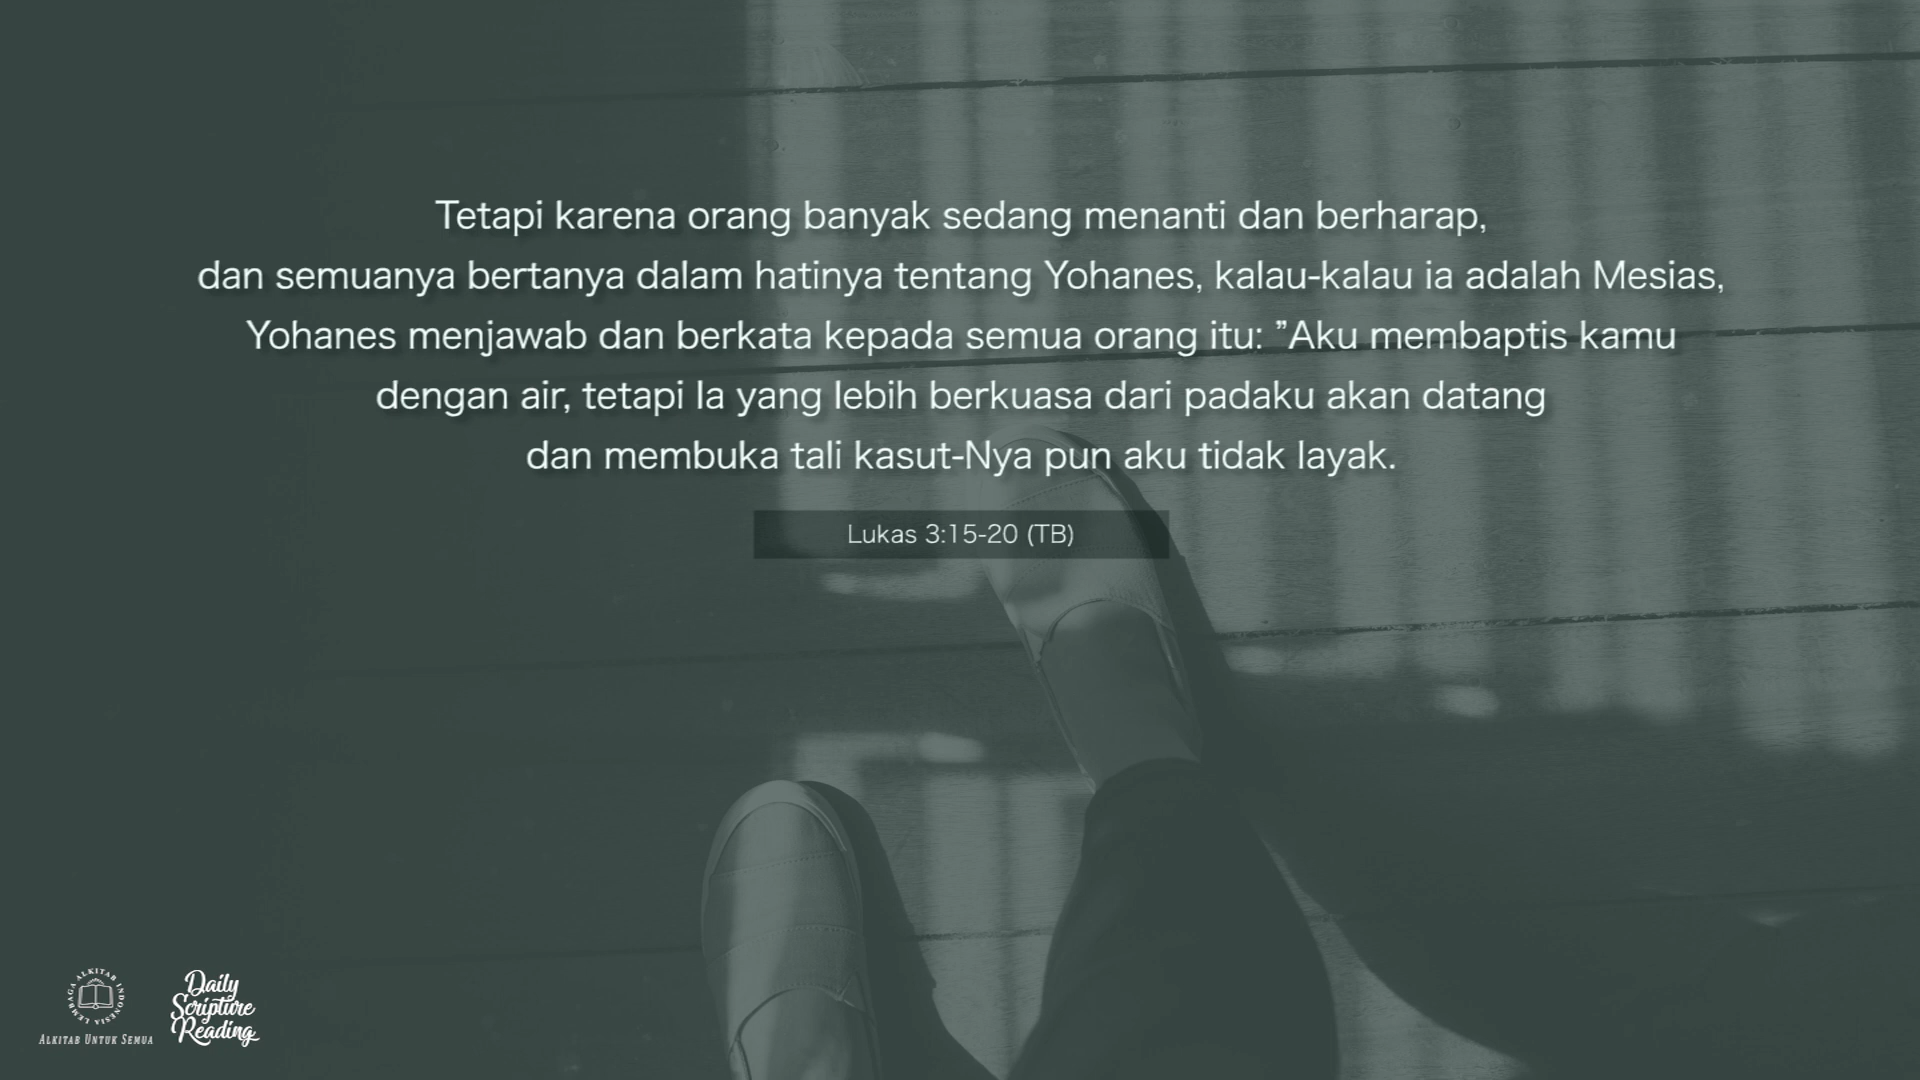 Tetapi karena orang banyak sedang menanti dan berharap,
dan semuanya bertanya dalam hatinya tentang Yohanes, kalau-kalau ia adalah Mesias,
Yohanes menjawab dan berkata kepada semua orang itu: ”Aku membaptis kamu
dengan air, tetapi Ia yang lebih berkuasa dari padaku akan datang
dan membuka tali kasut-Nya pun aku tidak layak.
Lukas 3:15-20 (TB)
LEMBAGA ALKITAB INDONESIA
ALKITAB UNTUK SEMUA
Daily
Scripture
Reading